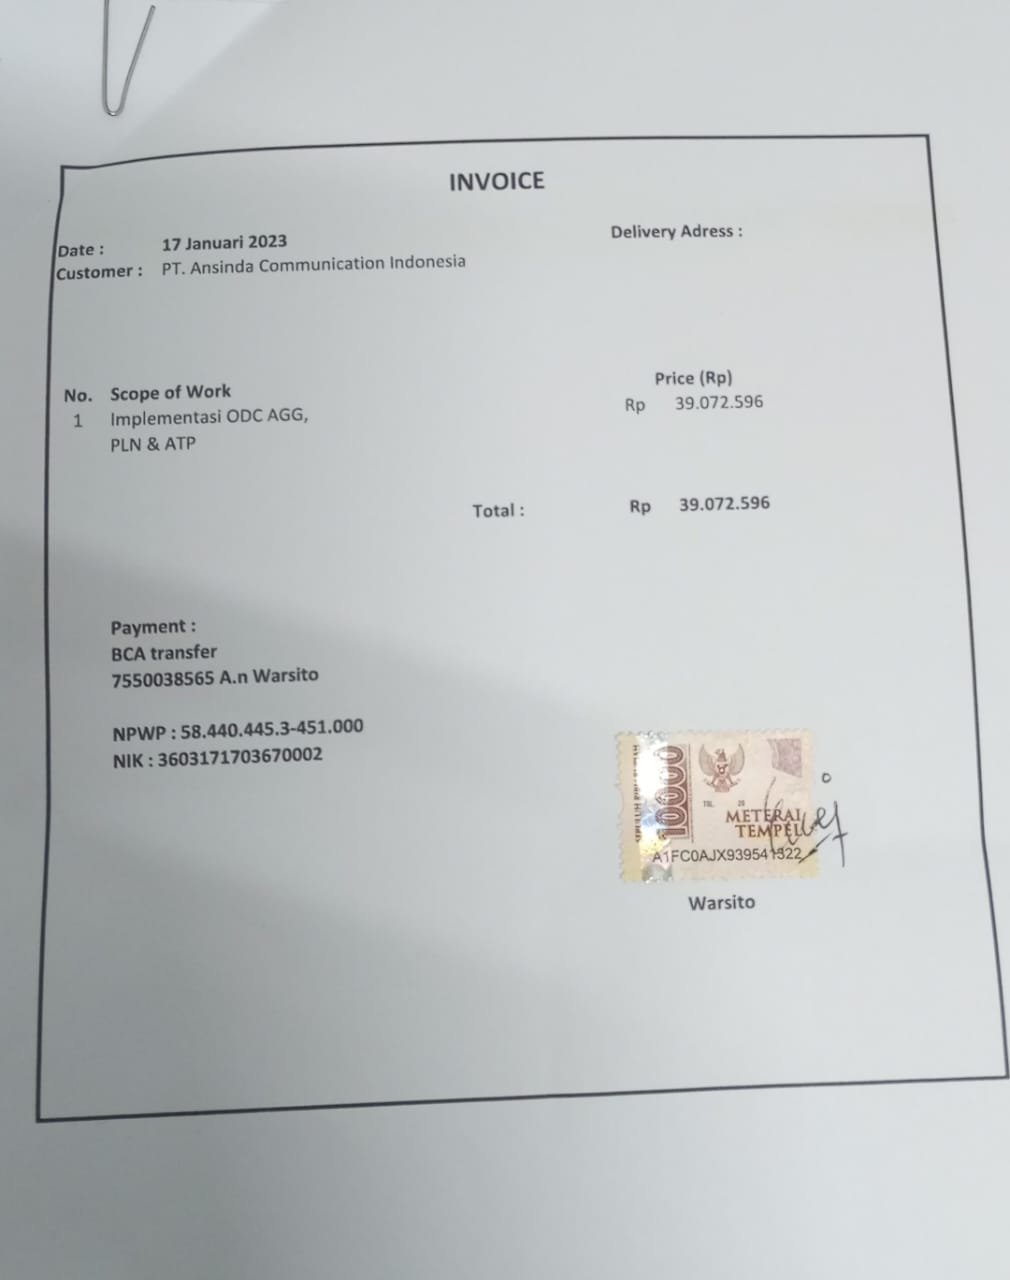 INVOICE
Date : 17 Januari 2023
Delivery Adress :
Customer : PT. Ansinda Communication Indonesia
No. Scope of Work Price (Rp)
1 Implementasi ODC AGG, Rp 39.072.596
PLN & ATP
Total : Rp 39.072.596
Payment :
BCA transfer
7550038565 A.n Warsito
NPWP : 58.440.445.3-451.000
NIK : 3603171703670002
10000
TGL. 20
METERAI
TEMPEL
A1FC0AJX939541322
Warsito